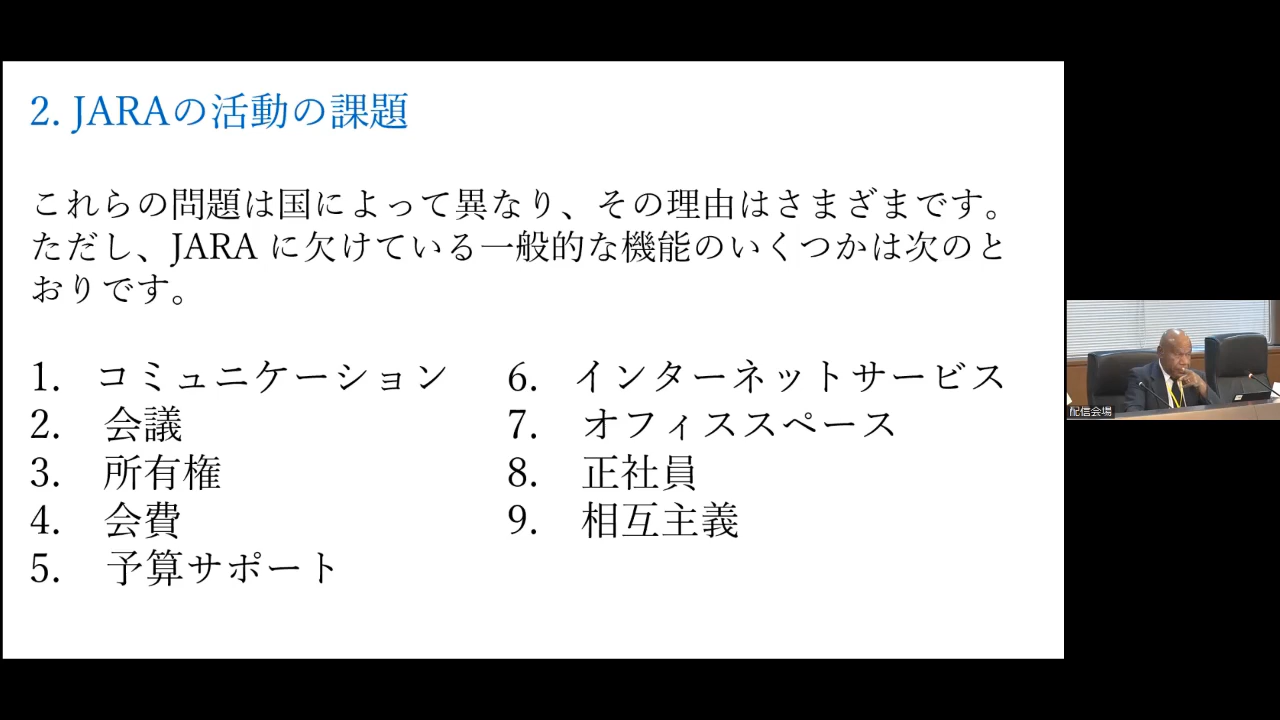 2. JARAの活動の課題
これらの問題は国によって異なり、その理由はさまざまです。
ただし、JARA に欠けている一般的な機能のいくつかは次のと
おりです。
1. コミュニケーション
2. 会議
3. 所有権
4. 会費
5. 予算サポート
6. インターネットサービス
7. オフィススペース
8. 正社員
9. 相互主義
配信会場